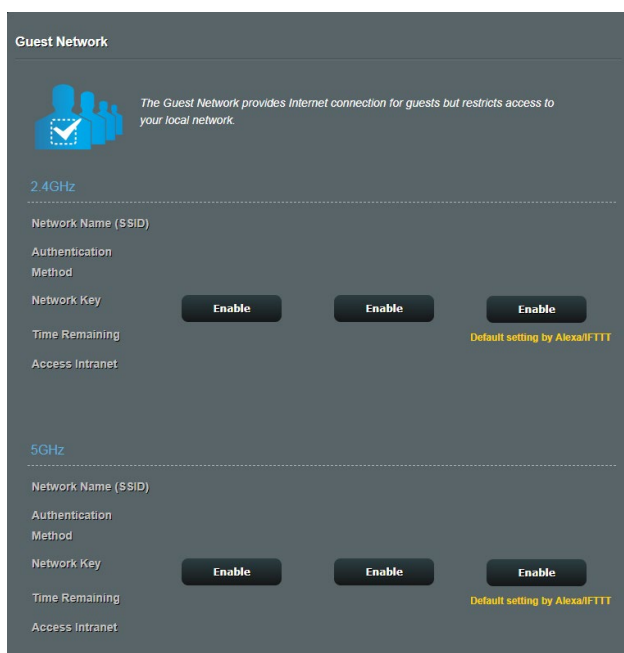 Guest Network
The Guest Network provides Internet connection for guests but restricts access to
your local network.
2.4GHz
Network Name (SSID)
Authentication
Method
Network Key
Enable Enable Enable
Time Remaining
Default setting by Alexa/IFTTT
Access Intranet
5GHz
Network Name (SSID)
Authentication
Method
Network Key
Enable Enable Enable
Time Remaining
Default setting by Alexa/IFTTT
Access Intranet